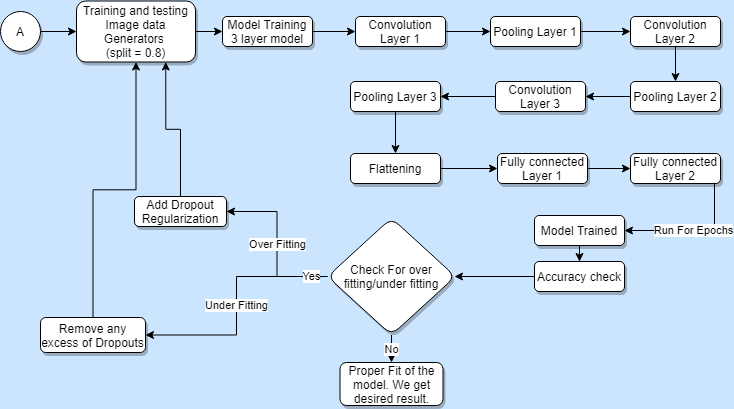 A
Training and testing
Image data
Generators
(split = 0.8)
Model Training
3 layer model
Convolution
Layer 1
Pooling Layer 1
Convolution
Layer 2
Pooling Layer 3
Convolution
Layer 3
Pooling Layer 2
Flattening
Fully connected
Layer 1
Fully connected
Layer 2
Add Dropout
Regularization
Model Trained
Run For Epochs
Over Fitting
Check For over
fitting/under fitting
Yes
Accuracy check
Under Fitting
Remove any
excess of Dropouts
No
Proper Fit of the
model. We get
desired result.